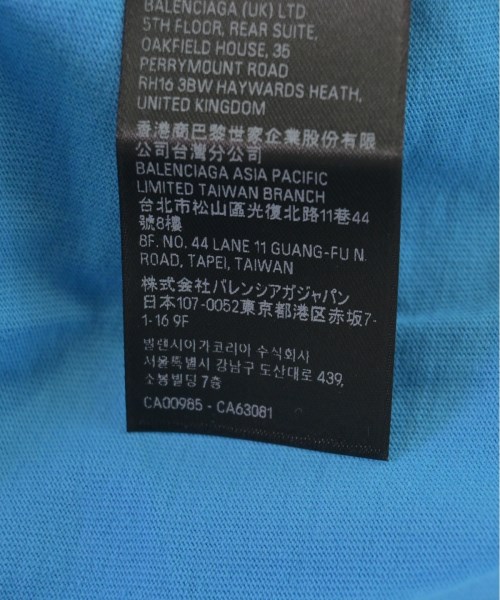 BALENCIAGA (UK) LTD
5TH FLOOR, REAR SUITE,
OAKFIELD HOUSE, 35
PERRYMOUNT ROAD
RH16 3BW HAYWARDS HEATH,
UNITED KINGDOM
香港商巴黎世家企業股份有限
公司台灣分公司
BALENCIAGA ASIA PACIFIC
LIMITED TAIWAN BRANCH
台北市松山區光復北路11巷44
號8樓
8F. NO. 44 LANE 11 GUANG-FU N.
ROAD, TAPEI, TAIWAN
株式会社バレンシアガジャパン
日本107-0052東京都港区赤坂7-
1-16 9F
발렌시아가코리아 주식회사
서울특별시 강남구 도산대로 439,
소봉빌딩 7층
CA00985 - CA63081